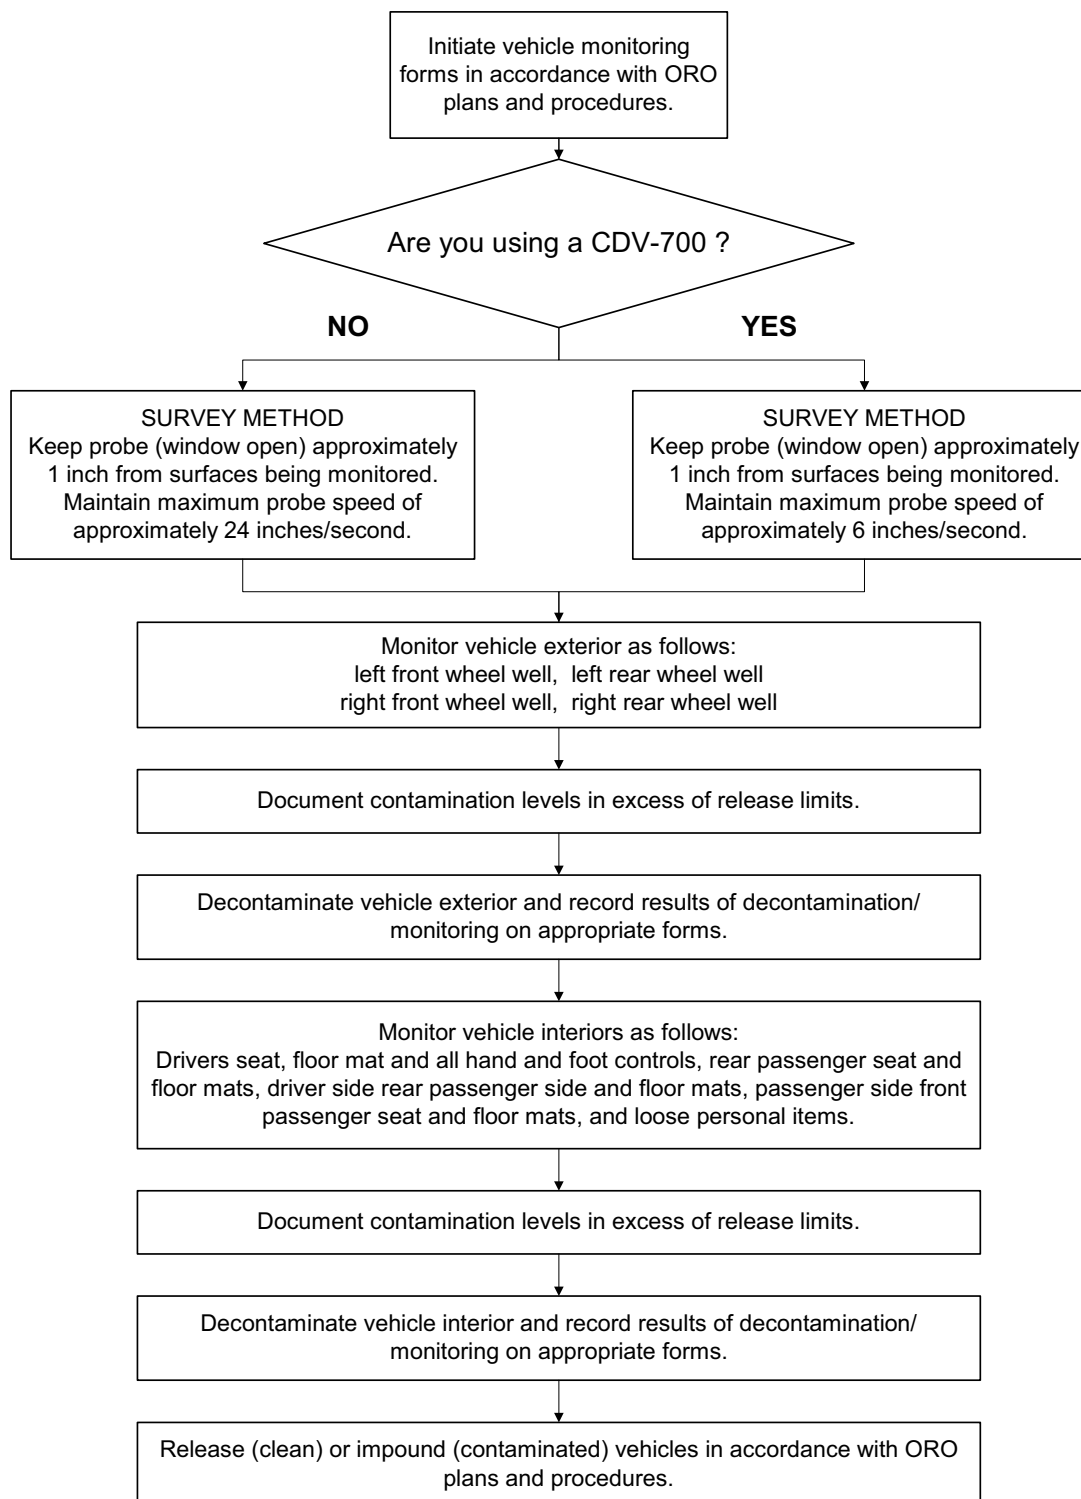 Initiate vehicle monitoring
forms in accordance with ORO
plans and procedures.
Are you using a CDV-700 ?
NO
YES
SURVEY METHOD
Keep probe (window open) approximately
1 inch from surfaces being monitored.
Maintain maximum probe speed of
approximately 24 inches/second.
SURVEY METHOD
Keep probe (window open) approximately
1 inch from surfaces being monitored.
Maintain maximum probe speed of
approximately 6 inches/second.
Monitor vehicle exterior as follows:
left front wheel well,  left rear wheel well
right front wheel well,  right rear wheel well
Document contamination levels in excess of release limits.
Decontaminate vehicle exterior and record results of decontamination/
monitoring on appropriate forms.
Monitor vehicle interiors as follows:
Drivers seat, floor mat and all hand and foot controls, rear passenger seat and
floor mats, driver side rear passenger side and floor mats, passenger side front
passenger seat and floor mats, and loose personal items.
Document contamination levels in excess of release limits.
Decontaminate vehicle interior and record results of decontamination/
monitoring on appropriate forms.
Release (clean) or impound (contaminated) vehicles in accordance with ORO
plans and procedures.